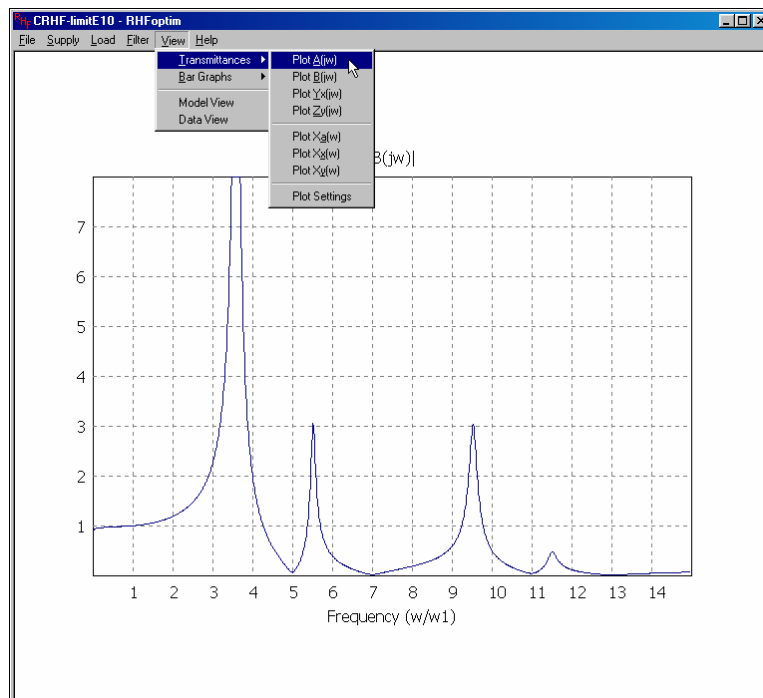 RHF CRHF-limitE10 - RHFoptim
File Supply Load Filter View Help
Transmittances
Bar Graphs
Model View
Data View
Plot A(jw)
Plot B(jw)
Plot Yx(jw)
Plot Zy(jw)
Plot Xa(w)
Plot Xx(w)
Plot Xy(w)
Plot Settings
B(jw)|
7
6
5
4
3
2
1
1 2 3 4 5 6 7 8 9 10 11 12 13 14
Frequency (w/w1)